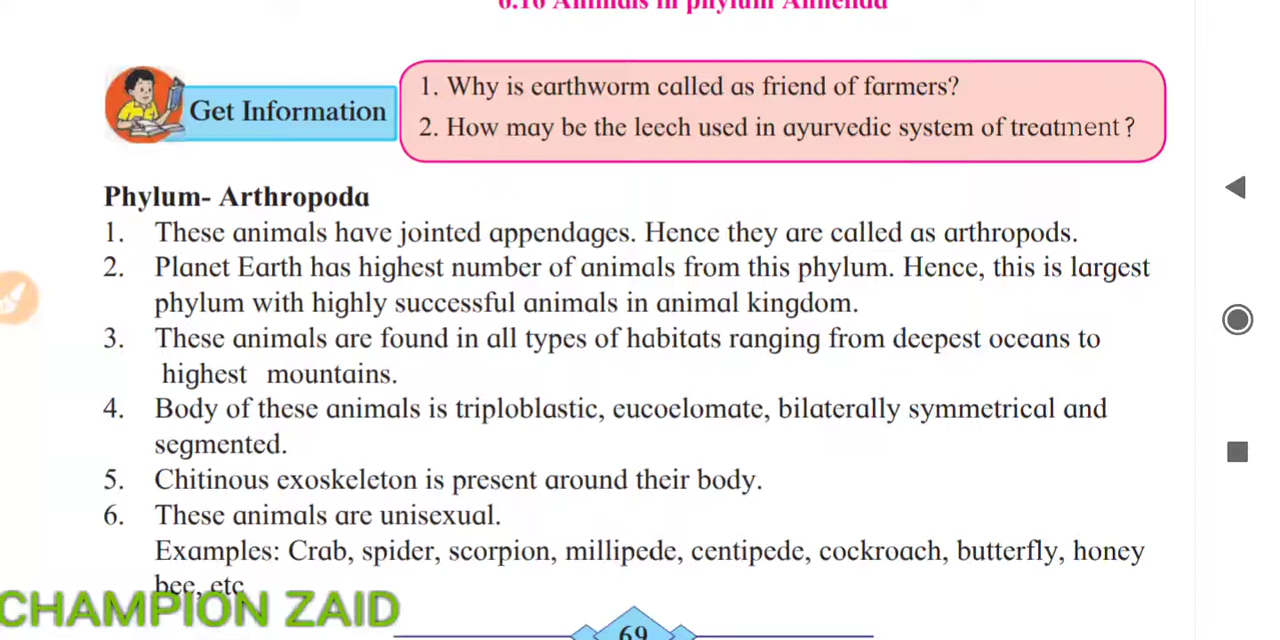 6.10 Animals in phylum Annelida
Get Information
1. Why is earthworm called as friend of farmers?
2. How may be the leech used in ayurvedic system of treatment?
Phylum- Arthropoda
1. These animals have jointed appendages. Hence they are called as arthropods.
2. Planet Earth has highest number of animals from this phylum. Hence, this is largest
phylum with highly successful animals in animal kingdom.
3. These animals are found in all types of habitats ranging from deepest oceans to
highest mountains.
4. Body of these animals is triploblastic, eucoelomate, bilaterally symmetrical and
segmented.
5. Chitinous exoskeleton is present around their body.
6. These animals are unisexual.
Examples: Crab, spider, scorpion, millipede, centipede, cockroach, butterfly, honey
bee, etc
CHAMPION ZAID
69